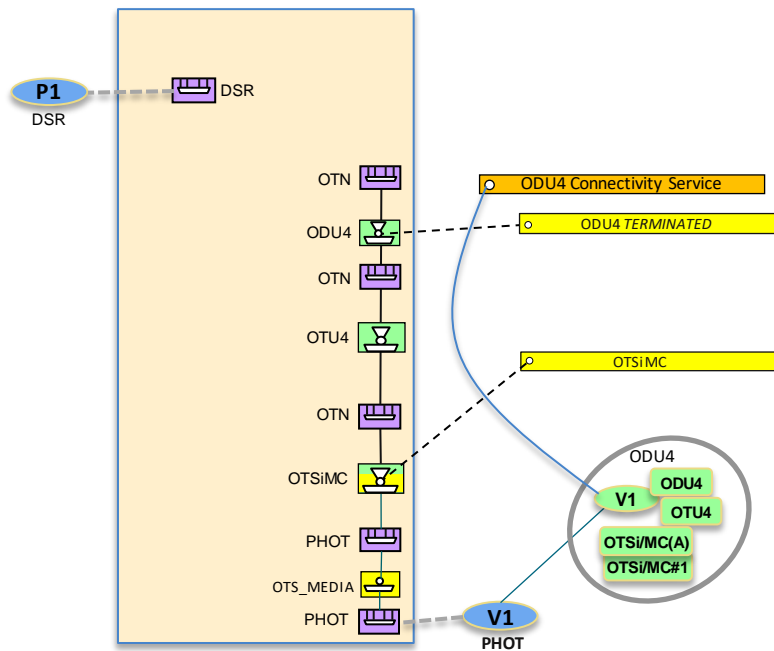 P1
DSR
DSR
OTN
ODU4 Connectivity Service
ODU4
ODU4 TERMINATED
OTN
OTU4
OTSiMC
OTN
ODU4
OTSiMC
V1
ODU4
OTU4
PHOT
OTSi/MC(A)
OTSi/MC#1
OTS_MEDIA
PHOT
V1
PHOT